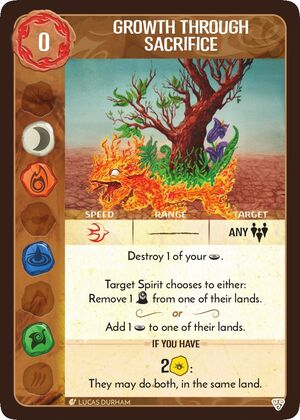 GROWTH THROUGH
SACRIFICE
0
SPEED RANGE TARGET
ANY
Destroy 1 of your .
Target Spirit chooses to either:
Remove 1 from one of their lands.
or
Add 1 to one of their lands.
IF YOU HAVE
2 :
They may do both, in the same land.
LUCAS DURHAM